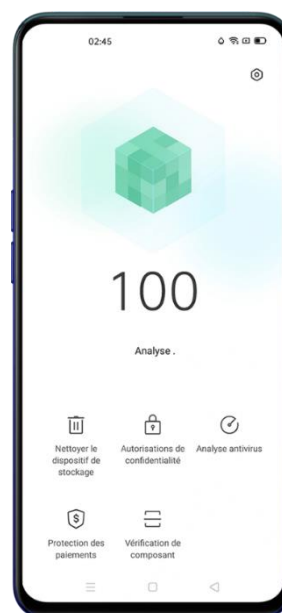 02:45
100
Analyse .
Nettoyer le
dispositif de
stockage
Autorisations de
confidentialité
Analyse antivirus
Protection des
paiements
Vérification de
composant